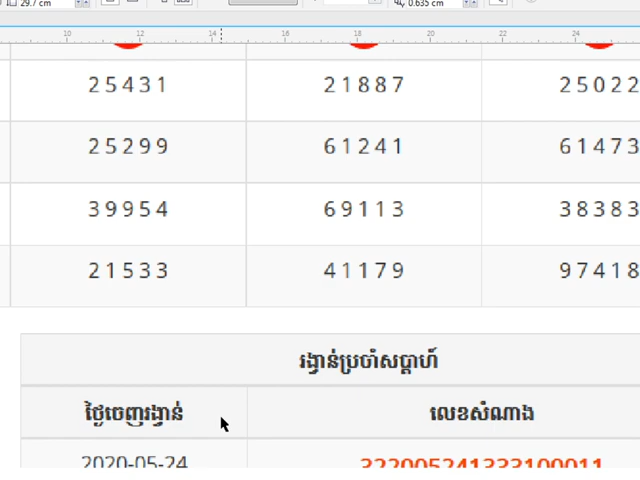 29.7 cm 0.635 cm
10 12 14 16 18 20 22 24
25431 21887 25022
25299 61241 61473
39954 69113 38383
21533 41179 97418
រង្វាន់ប្រចាំសប្តាហ៍
ថ្ងៃចេញរង្វាន់ លេខសំណាង
2020-05-24 322005241333100011